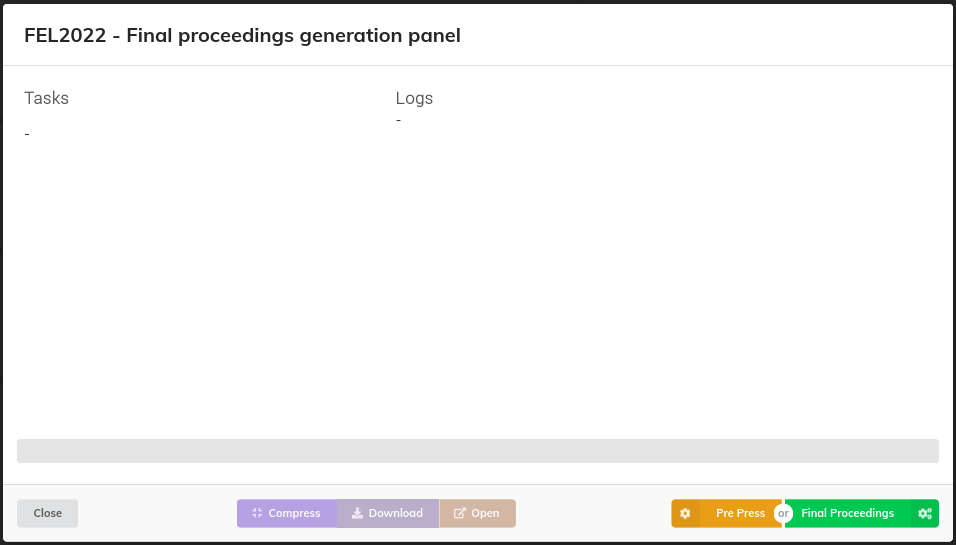 FEL2022 - Final proceedings generation panel
Tasks
-
Logs
-
Close
Compress
Download
Open
Pre Press
or
Final Proceedings